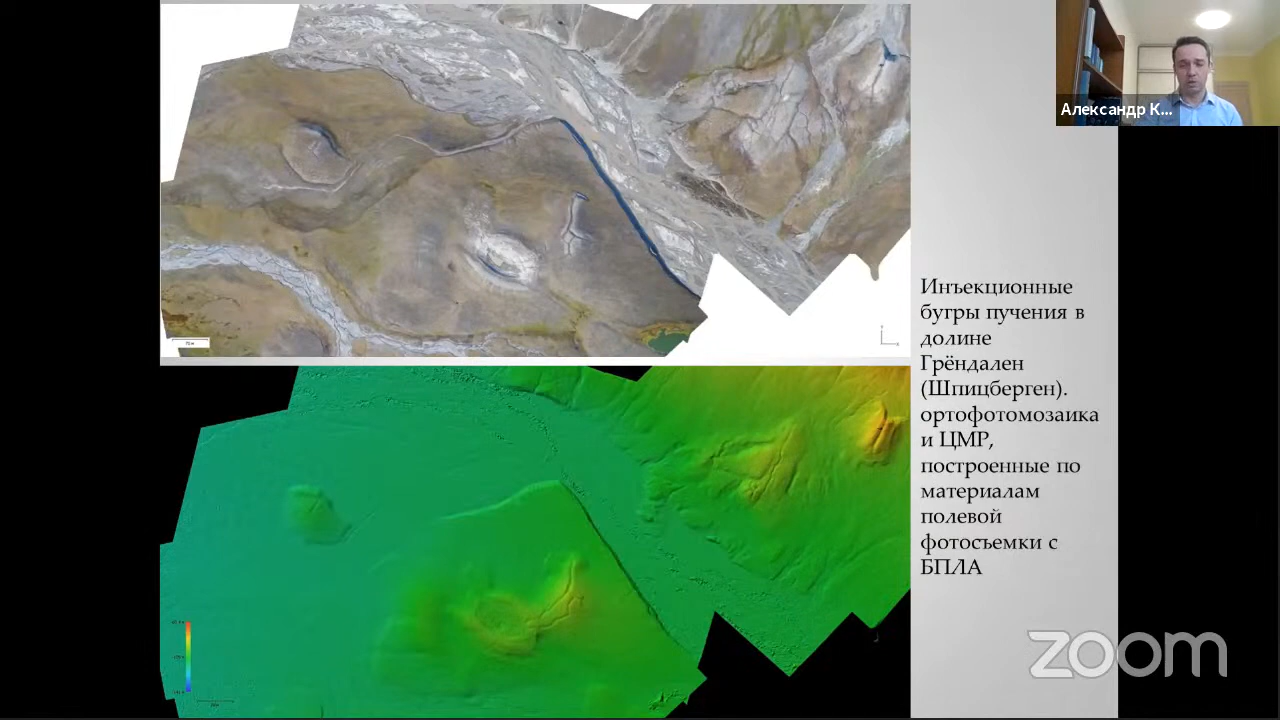 Александр К...
Инъекционные
бугры пучения в
долине
Грёндален
(Шпицберген).
ортофотомозаика
и ЦМР,
построенные по
материалам
полевой
фотосъемки с
БПЛА
zoom